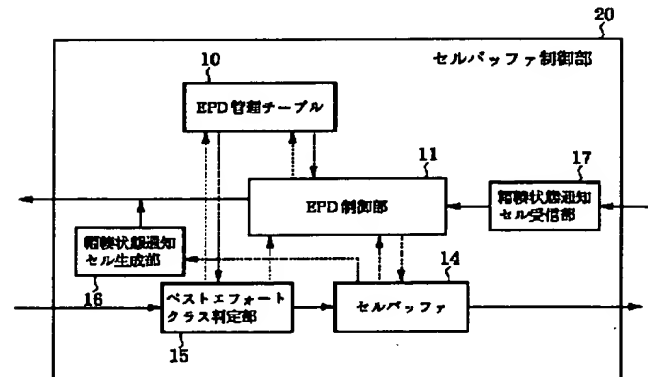 20
セルバッファ制御部
10
EPD管理テーブル
11
EPD制御部
17
輻輳状態通知
セル受信部
輻輳状態通知
セル生成部
16
ベストエフォート
クラス判定部
15
14
セルバッファ